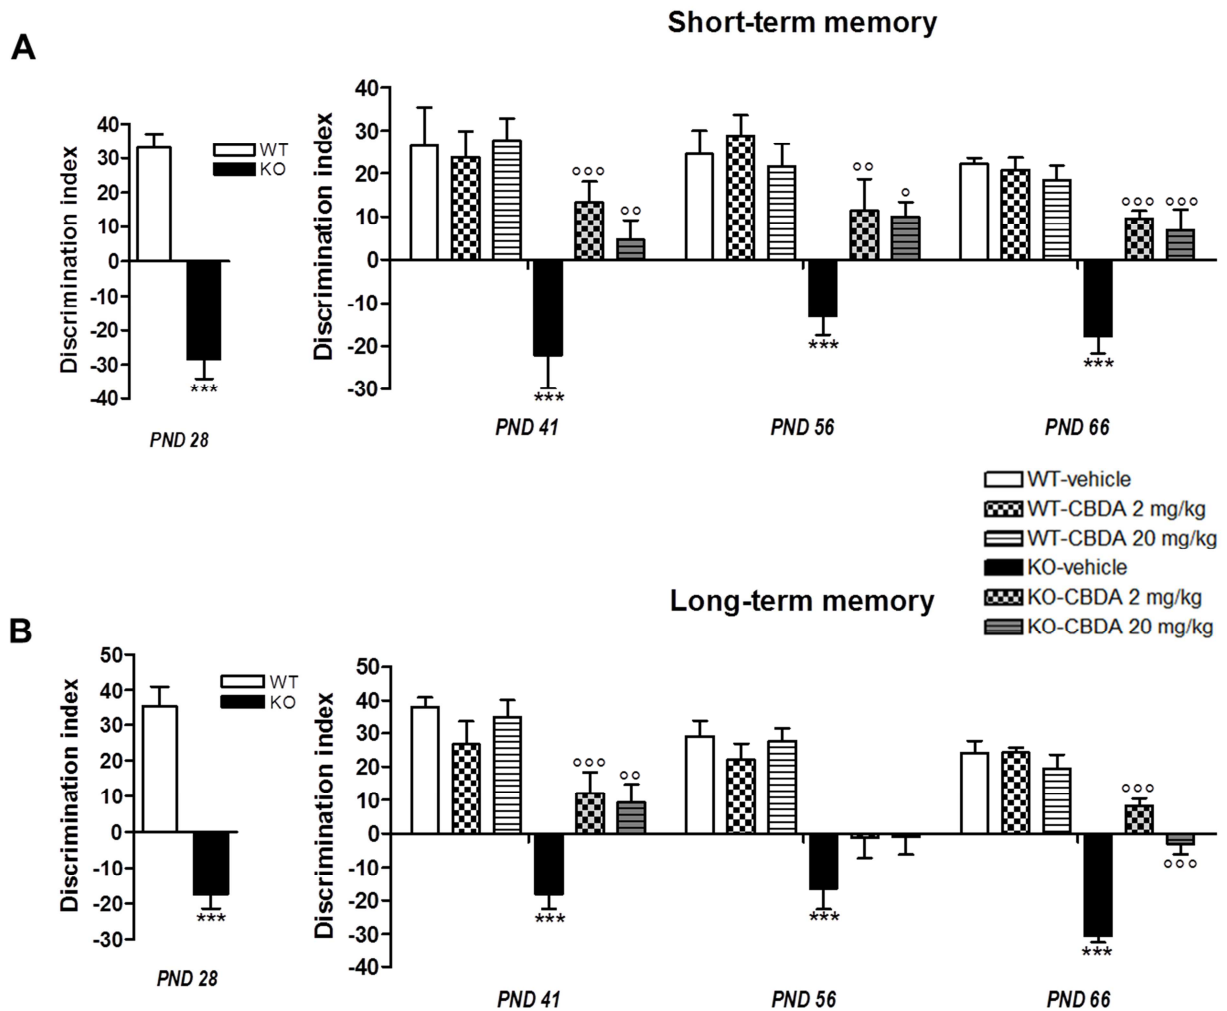 Short-term memory
A
Discrimination index
40
30
20
10
0
-10
-20
-30
-40
WT
KO
***
PND 28
Discrimination index
40
30
20
10
0
-10
-20
-30
°°°
°°
°°
°
°°°
°°°
***
***
***
PND 41
PND 56
PND 66
WT-vehicle
WT-CBDA 2 mg/kg
WT-CBDA 20 mg/kg
KO-vehicle
KO-CBDA 2 mg/kg
KO-CBDA 20 mg/kg
Long-term memory
B
Discrimination index
50
40
30
20
10
0
-10
-20
-30
WT
KO
***
PND 28
Discrimination index
50
40
30
20
10
0
-10
-20
-30
-40
°°°
°°
°°°
°°°
***
***
***
PND 41
PND 56
PND 66